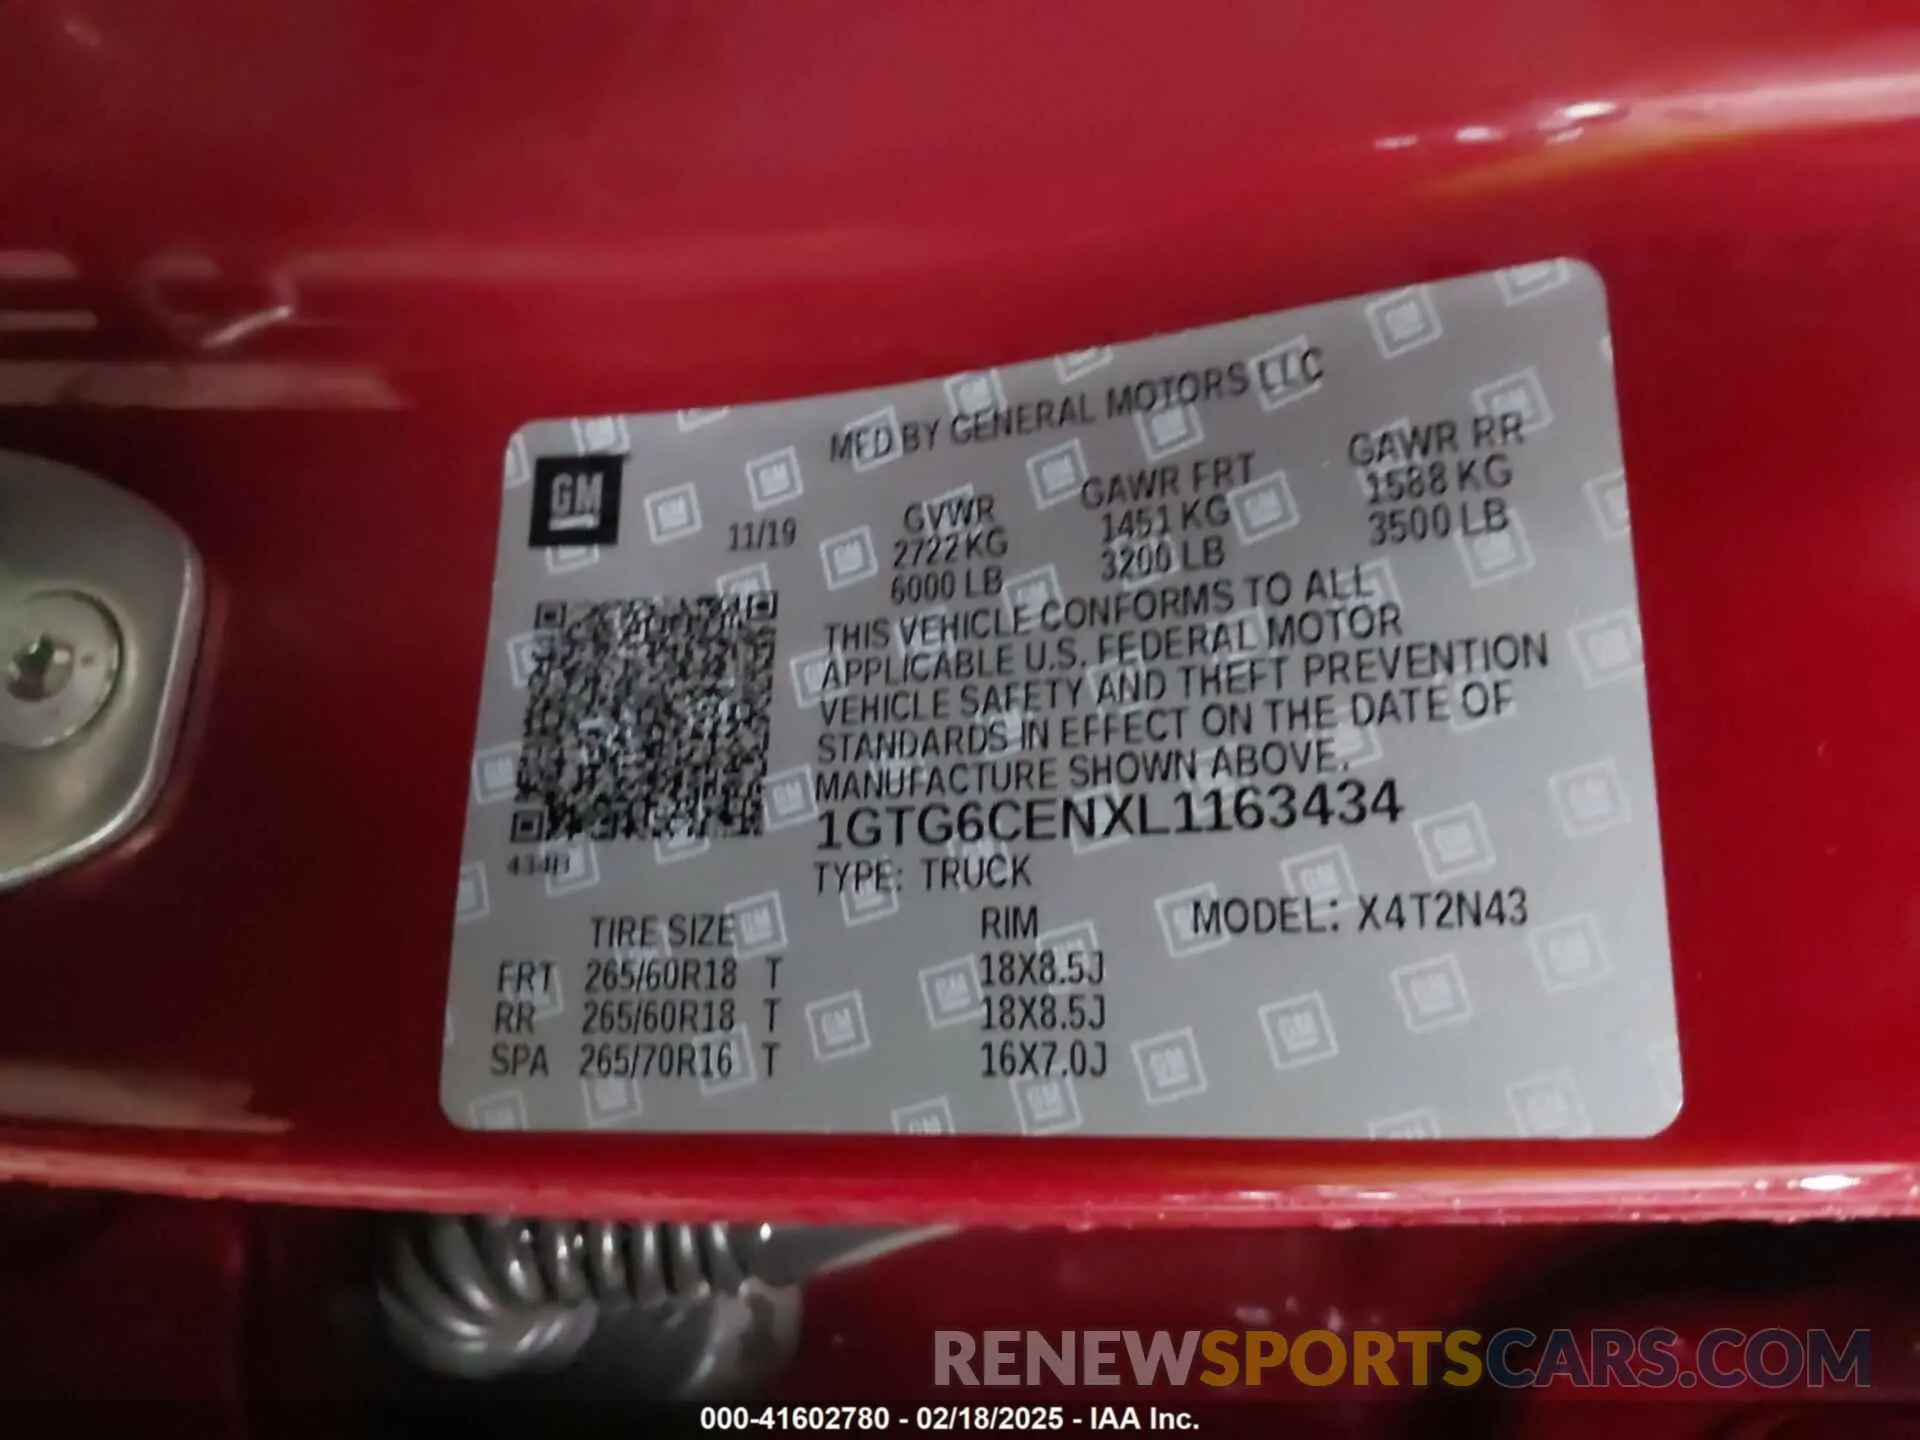 MFD BY GENERAL MOTORS LLC
GM
11/19
GVWR
2722KG
6000 LB
GAWR FRT
1451 KG
3200 LB
GAWR RR
1588 KG
3500 LB
THIS VEHICLE CONFORMS TO ALL
APPLICABLE U.S. FEDERAL MOTOR
VEHICLE SAFETY AND THEFT PREVENTION
STANDARDS IN EFFECT ON THE DATE OF
MANUFACTURE SHOWN ABOVE.
1GTG6CENXL1163434
TYPE: TRUCK
MODEL: X4T2N43
TIRE SIZE RIM
FRT 265/60R18 T 18X8.5J
RR 265/60R18 T 18X8.5J
SPA 265/70R16 T 16X7.0J
RENEWSPORTSCARS.COM
000-41602780 - 02/18/2025 - IAA Inc.